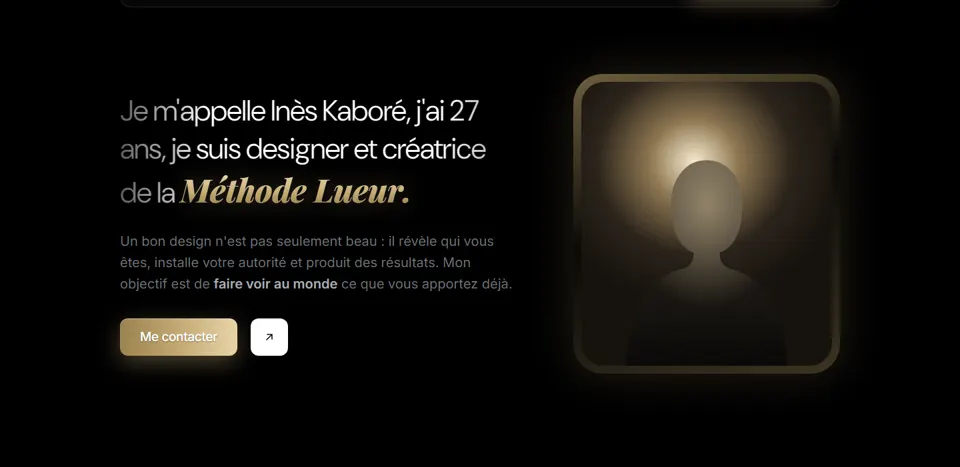 Je m'appelle Inès Kaboré, j'ai 27
ans, je suis designer et créatrice
de la Méthode Lueur.
Un bon design n'est pas seulement beau : il révèle qui vous
êtes, installe votre autorité et produit des résultats. Mon
objectif est de faire voir au monde ce que vous apportez déjà.
Me contacter